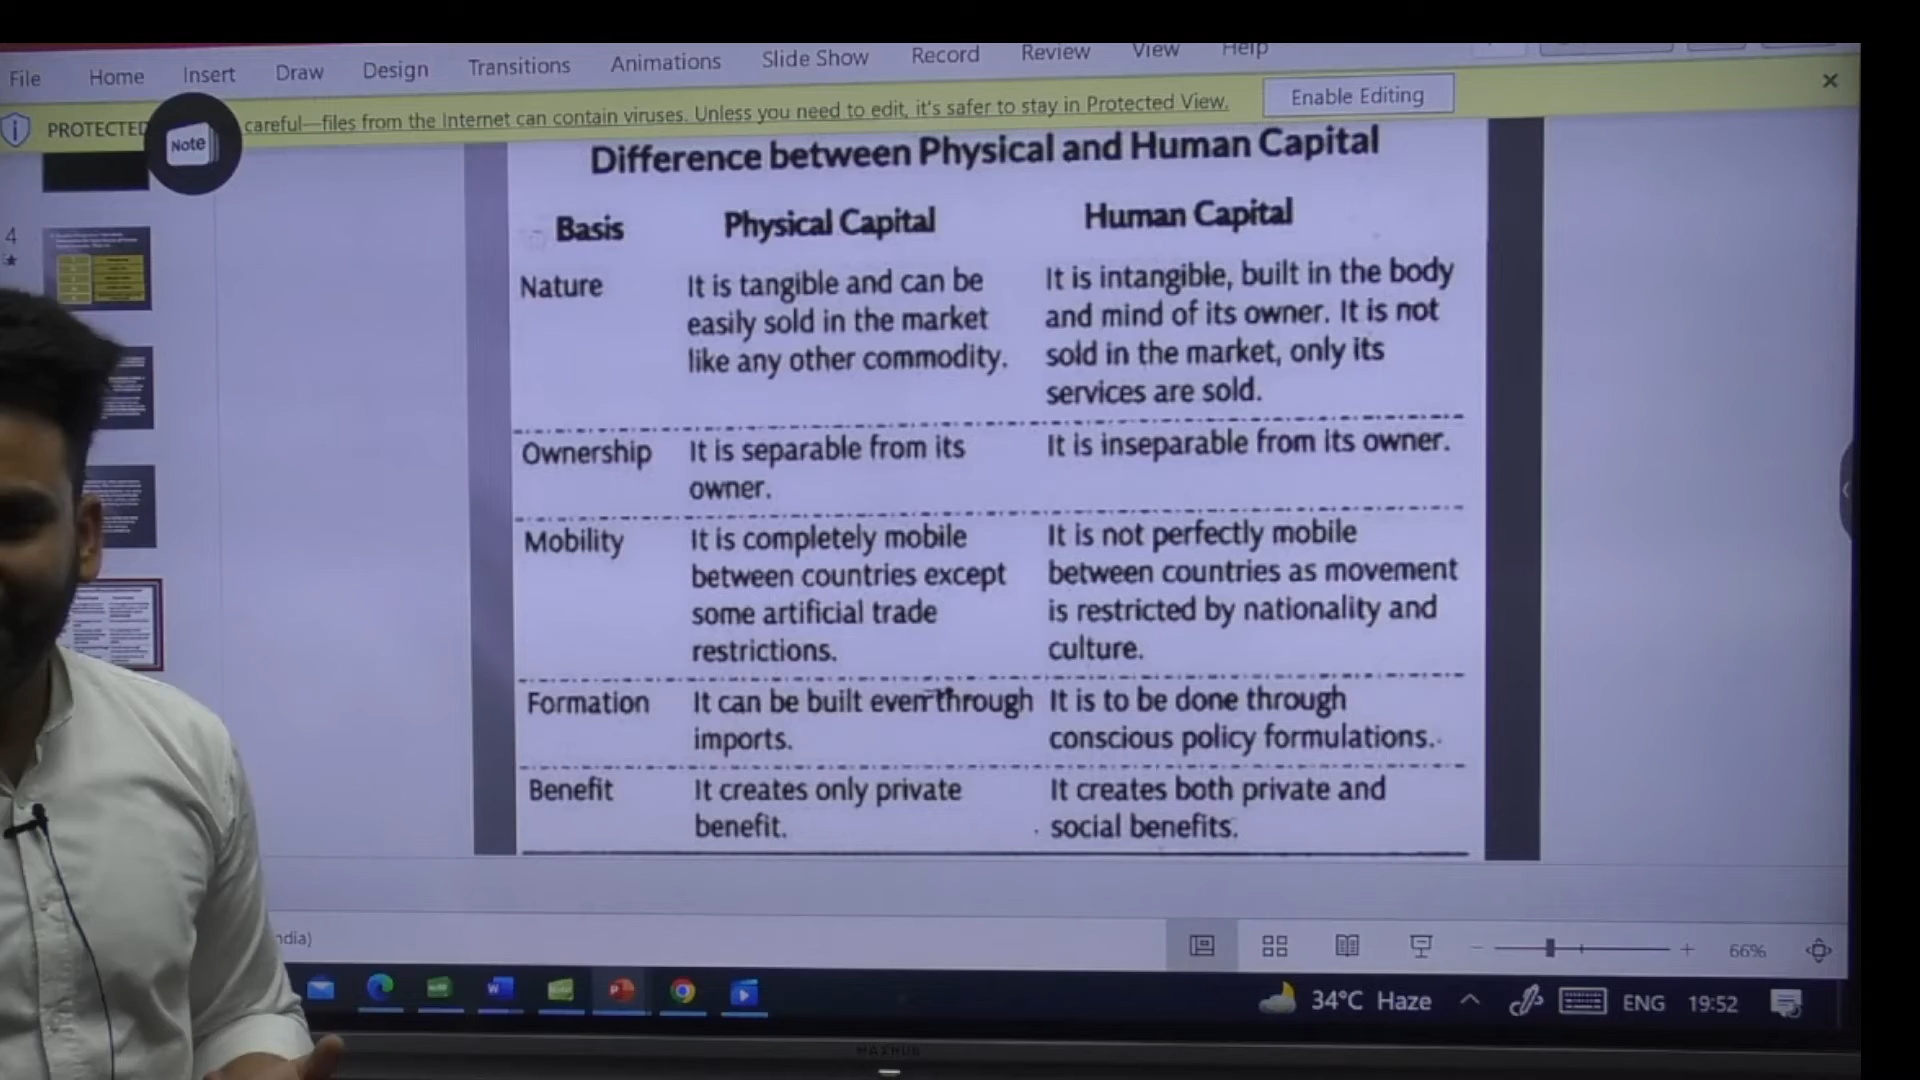 File Home Insert Draw Design Transitions Animations Slide Show Record Review View Help
PROTECTED careful—files from the Internet can contain viruses. Unless you need to edit, it's safer to stay in Protected View. Enable Editing
Note
Difference between Physical and Human Capital
Basis Physical Capital Human Capital
Nature It is tangible and can be It is intangible, built in the body
easily sold in the market and mind of its owner. It is not
like any other commodity. sold in the market, only its
services are sold.
Ownership It is separable from its It is inseparable from its owner.
owner.
Mobility It is completely mobile It is not perfectly mobile
between countries except between countries as movement
some artificial trade is restricted by nationality and
restrictions. culture.
Formation It can be built even through It is to be done through
imports. conscious policy formulations.
Benefit It creates only private It creates both private and
benefit. social benefits.
4
ndia)
66%
34°C Haze ENG 19:52
MAXHUB